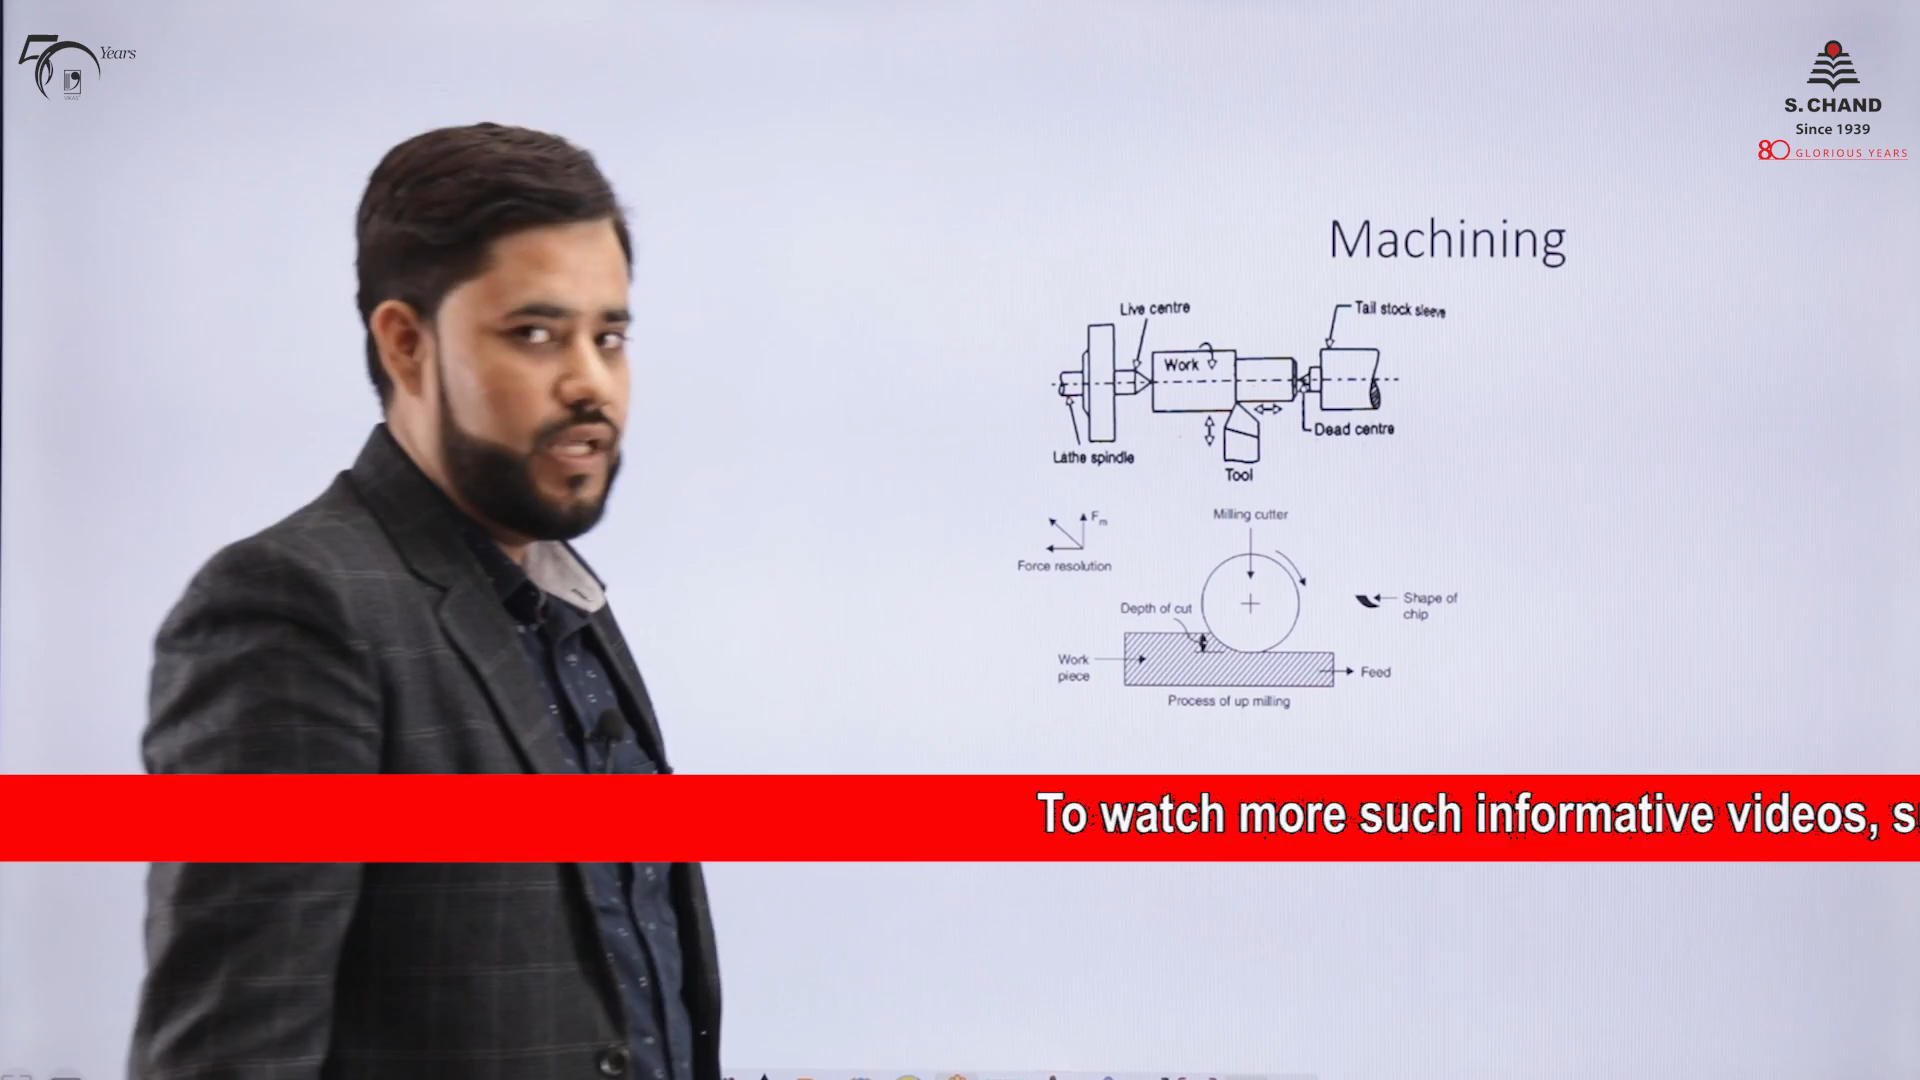 Years
VIKAS
S. CHAND
Since 1939
80 GLORIOUS YEARS
Machining
Live centre
Tail stock sleeve
Work
Dead centre
Lathe spindle
Tool
Fm
Milling cutter
Force resolution
Depth of cut
Shape of
chip
Work
piece
Feed
Process of up milling
To watch more such informative videos,